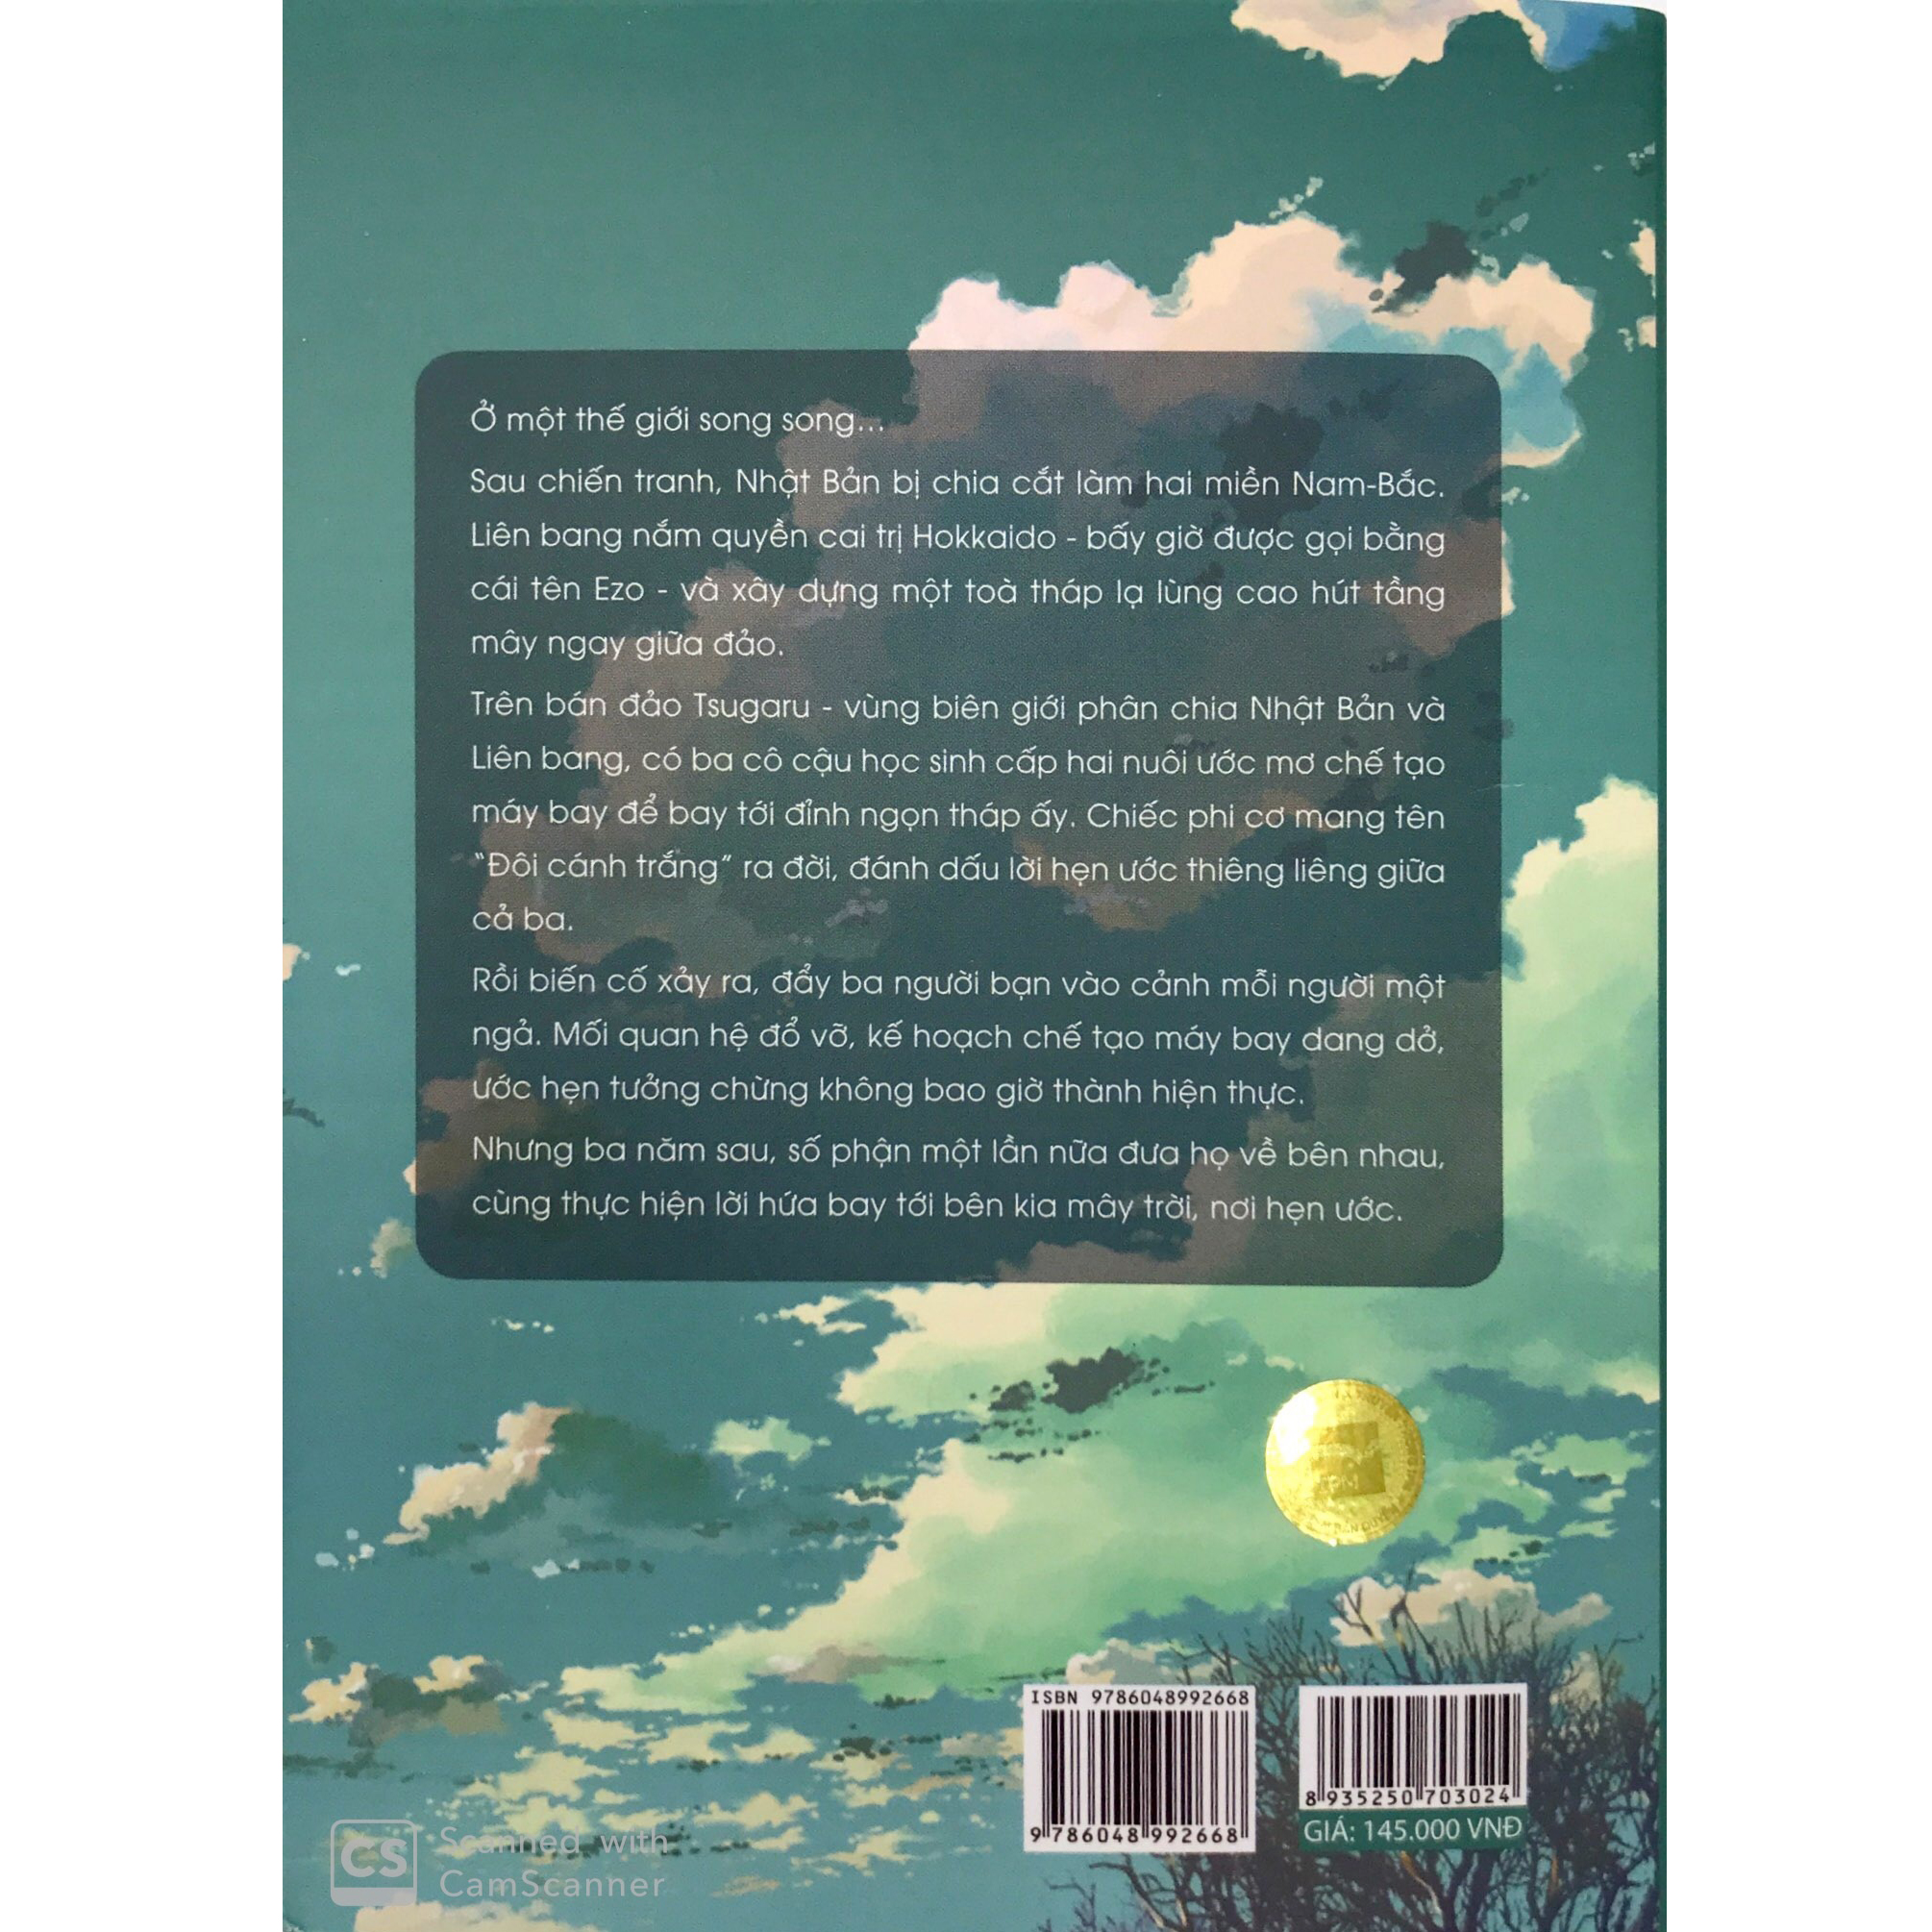 Ở một thế giới song song...
Sau chiến tranh, Nhật Bản bị chia cắt làm hai miền Nam-Bắc.
Liên bang nắm quyền cai trị Hokkaido - bấy giờ được gọi bằng
cái tên Ezo - và xây dựng một toà tháp lạ lùng cao hút tầng
mây ngay giữa đảo.
Trên bán đảo Tsugaru - vùng biên giới phân chia Nhật Bản và
Liên bang, có ba cô cậu học sinh cấp hai nuôi ước mơ chế tạo
máy bay để bay tới đỉnh ngọn tháp ấy. Chiếc phi cơ mang tên
“Đôi cánh trắng” ra đời, đánh dấu lời hẹn ước thiêng liêng giữa
cả ba.
Rồi biến cố xảy ra, đẩy ba người bạn vào cảnh mỗi người một
ngả. Mối quan hệ đổ vỡ, kế hoạch chế tạo máy bay dang dở,
ước hẹn tưởng chừng không bao giờ thành hiện thực.
Nhưng ba năm sau, số phận một lần nữa đưa họ về bên nhau,
cùng thực hiện lời hứa bay tới bên kia mây trời, nơi hẹn ước.
ISBN 9786048992668
9 786048 992668
8 935250 703024
GIÁ: 145.000 VNĐ
CS Scanned with
CamScanner